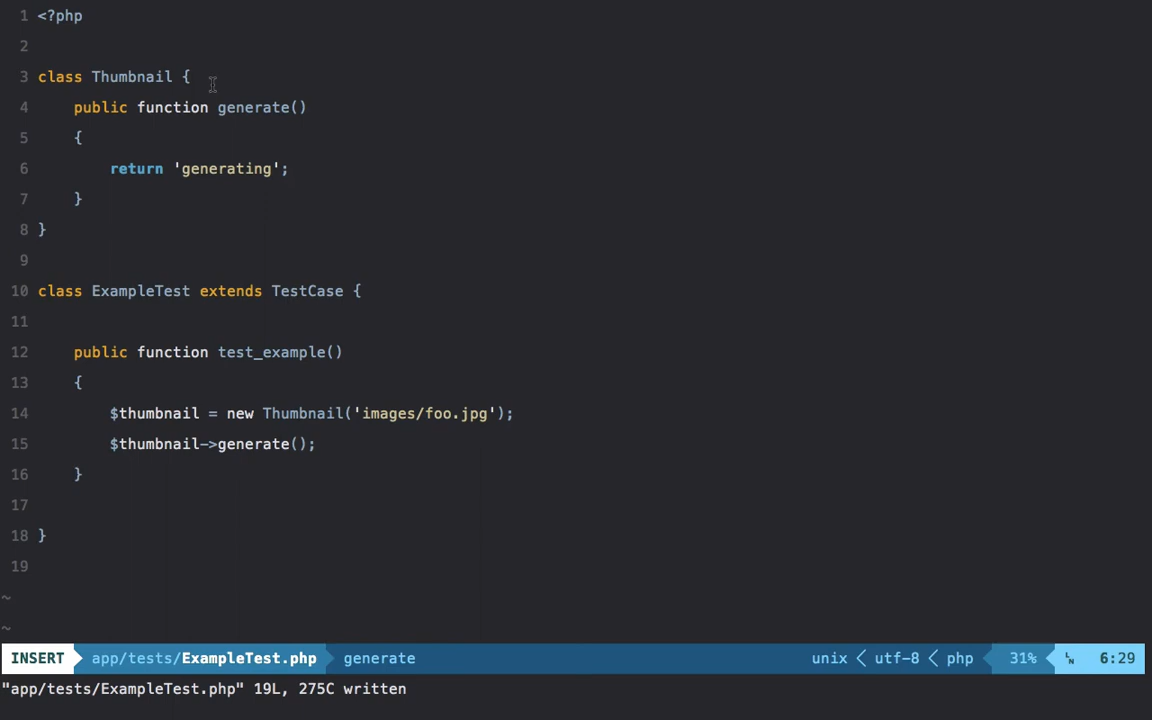 1 <?php
2
3 class Thumbnail {
4     public function generate()
5     {
6         return 'generating';
7     }
8 }
9
10 class ExampleTest extends TestCase {
11
12     public function test_example()
13     {
14         $thumbnail = new Thumbnail('images/foo.jpg');
15         $thumbnail->generate();
16     }
17
18 }
19
~
~
INSERT app/tests/ExampleTest.php generate unix utf-8 php 31% LN 6:29
"app/tests/ExampleTest.php" 19L, 275C written